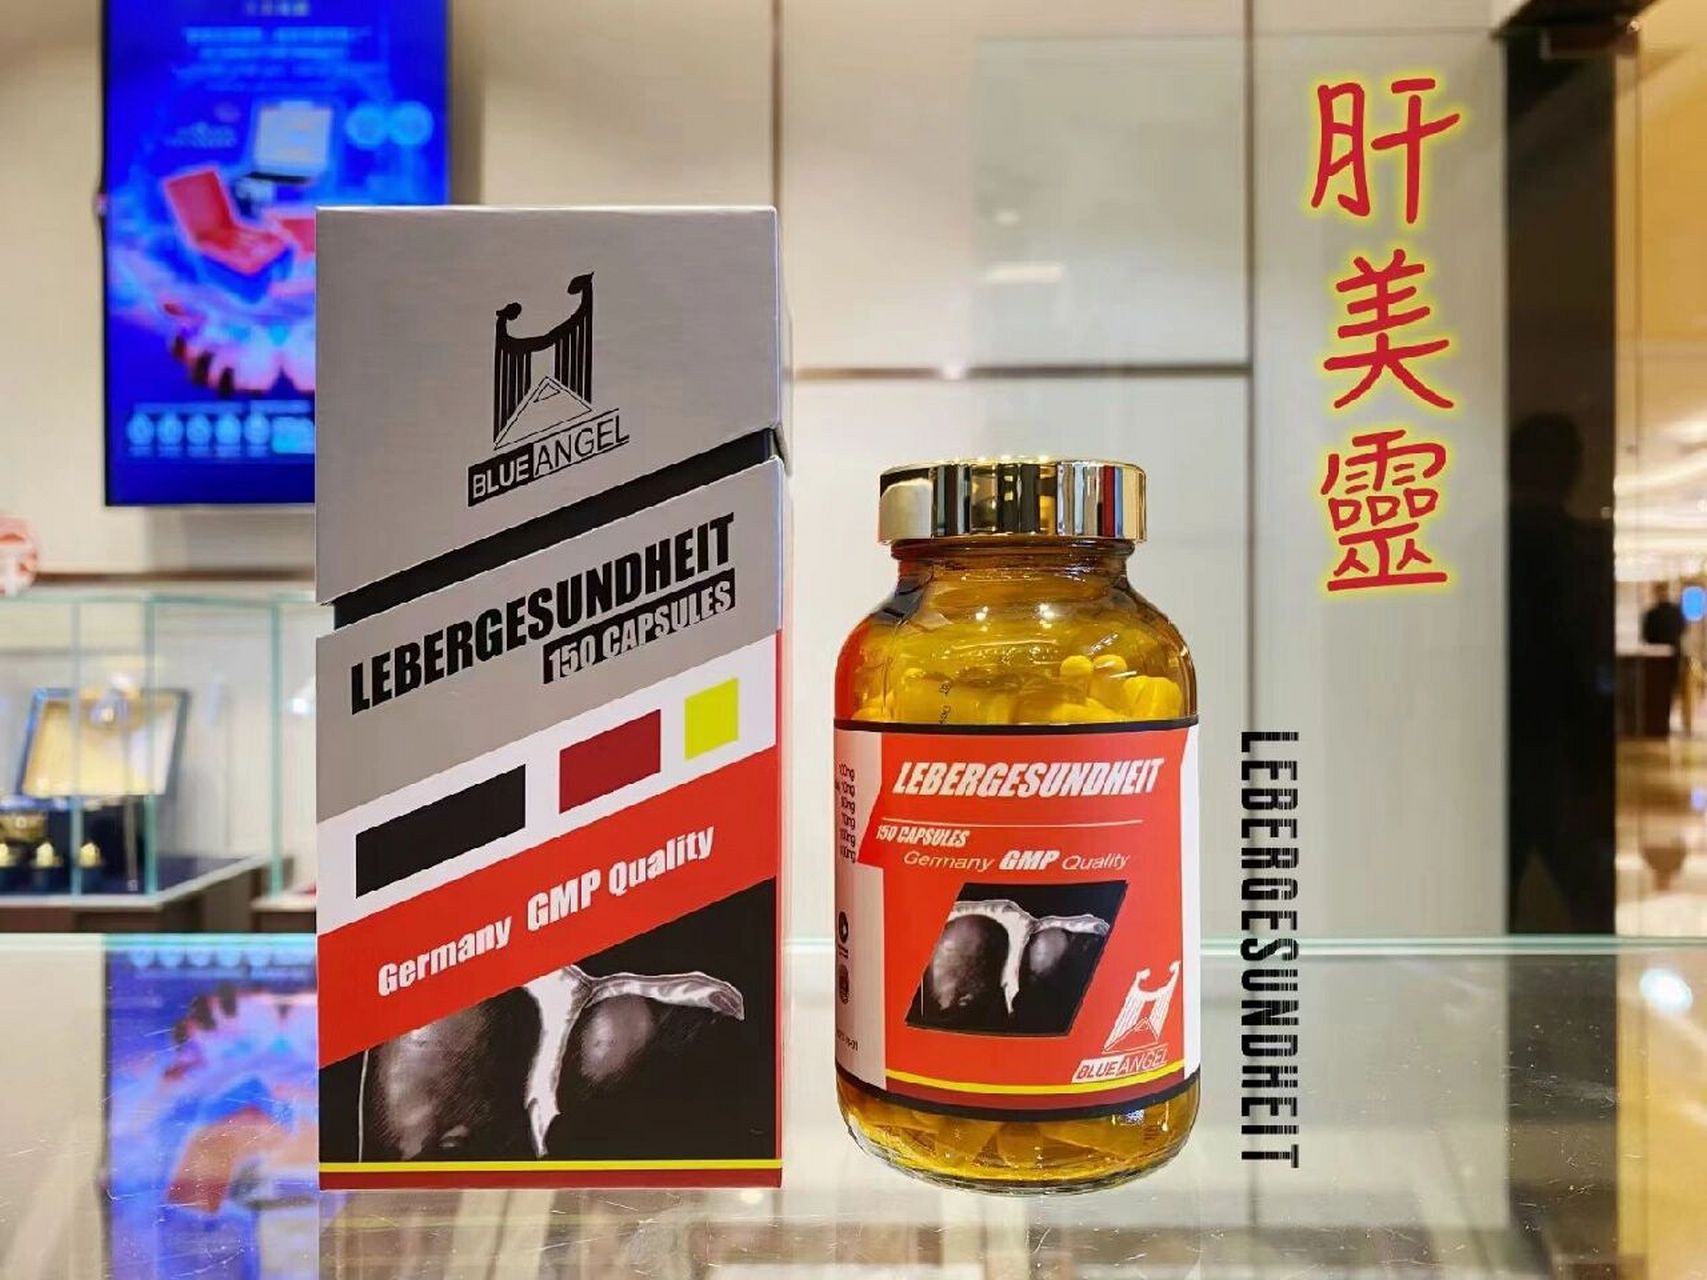 BLUE ANGEL
LEBERGESUNDHEIT
150 CAPSULES
Germany GMP Quality
LEBERGESUNDHEIT
150 CAPSULES
Germany GMP Quality
BLUE ANGEL
肝美靈
LEBERGESUNDHEIT